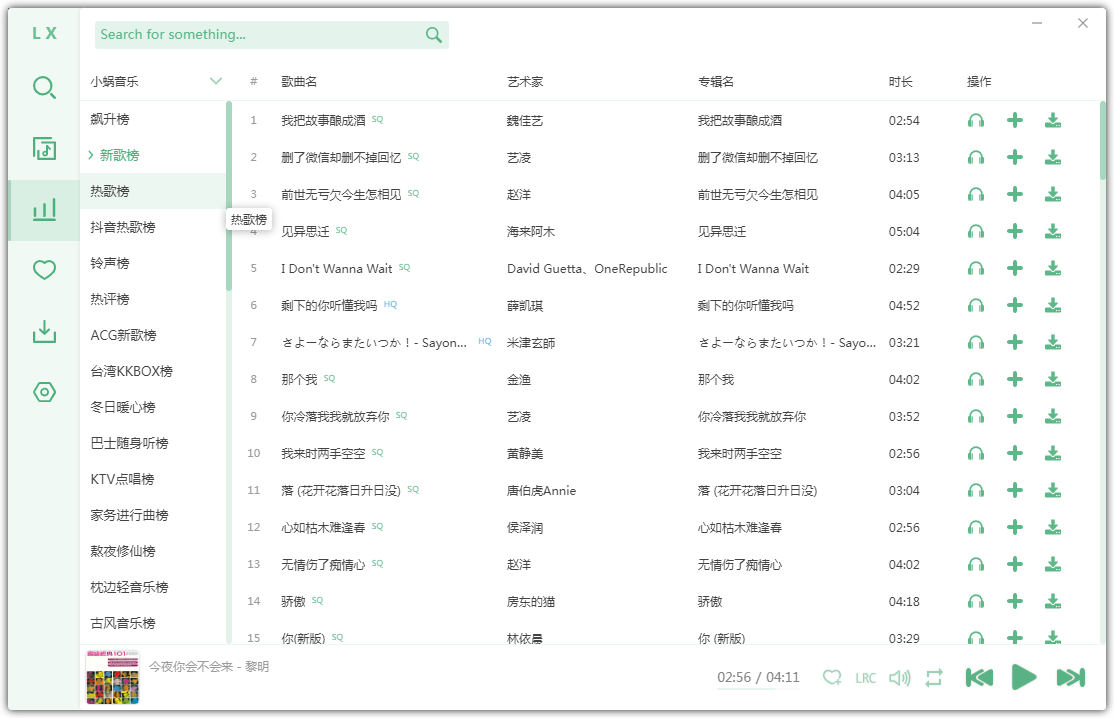 L X
Search for something...
小蜗音乐
飙升榜
新歌榜
热歌榜
热歌榜
抖音热歌榜
铃声榜
热评榜
ACG新歌榜
台湾KKBOX榜
冬日暖心榜
巴士随身听榜
KTV点唱榜
家务进行曲榜
熬夜修仙榜
枕边轻音乐榜
古风音乐榜
# 歌曲名 艺术家 专辑名 时长 操作
1 我把故事酿成酒 SQ 魏佳艺 我把故事酿成酒 02:54
2 删了微信却删不掉回忆 SQ 艺凌 删了微信却删不掉回忆 03:13
3 前世无亏欠今生怎相见 SQ 赵洋 前世无亏欠今生怎相见 04:05
4 见异思迁 SQ 海来阿木 见异思迁 05:04
5 I Don't Wanna Wait SQ David Guetta、OneRepublic I Don't Wanna Wait 02:29
6 剩下的你听懂我吗 HQ 薛凯琪 剩下的你听懂我吗 04:52
7 さよーならまたいつか！- Sayon... HQ 米津玄師 さよーならまたいつか！- Sayo... 03:21
8 那个我 SQ 金渔 那个我 04:02
9 你冷落我我就放弃你 SQ 艺凌 你冷落我我就放弃你 03:52
10 我来时两手空空 SQ 黄静美 我来时两手空空 02:56
11 落 (花开花落日升日没) SQ 唐伯虎Annie 落 (花开花落日升日没) 03:04
12 心如枯木难逢春 SQ 侯泽润 心如枯木难逢春 02:56
13 无情伤了痴情心 SQ 赵洋 无情伤了痴情心 04:02
14 骄傲 SQ 房东的猫 骄傲 04:18
15 你(新版) SQ 林依晨 你 (新版) 03:29
今夜你会不会来 - 黎明
02:56 / 04:11
LRC